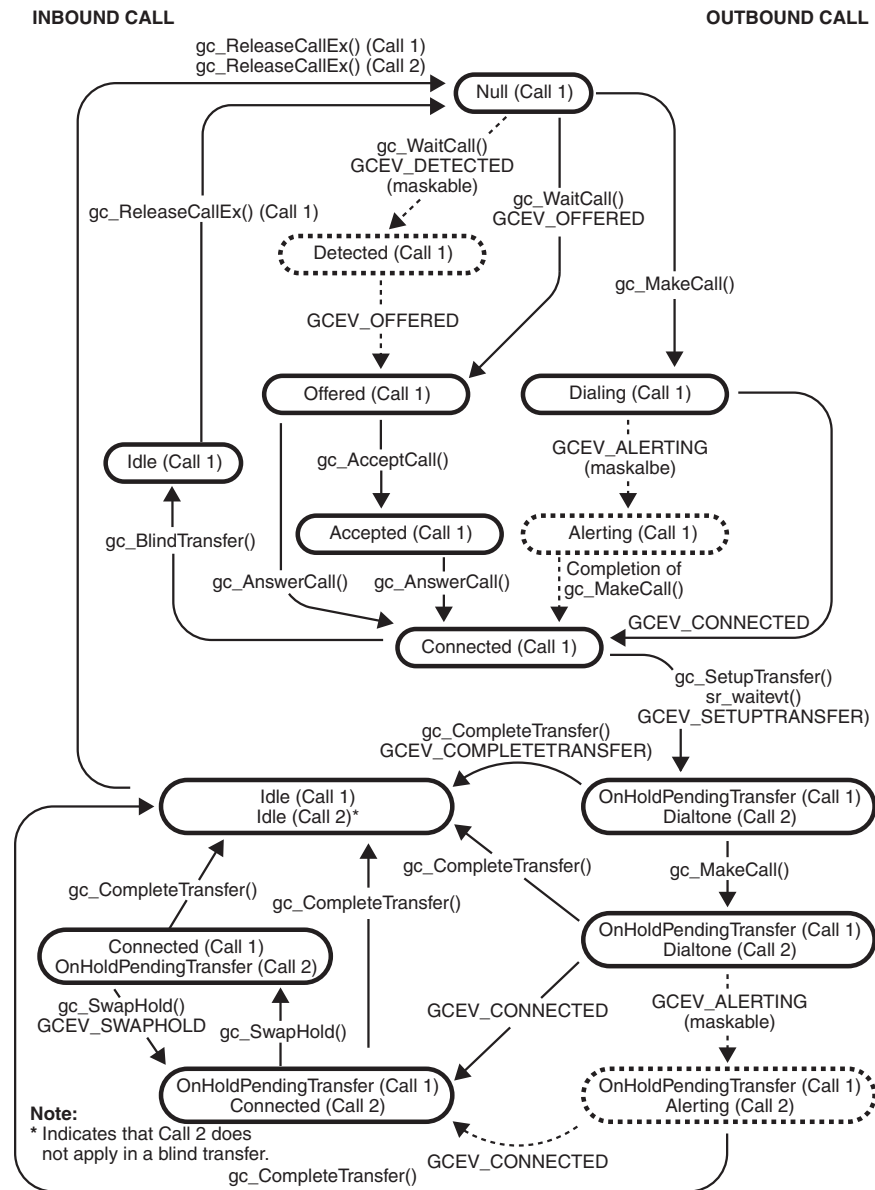 INBOUND CALL
OUTBOUND CALL
gc_ReleaseCallEx() (Call 1)
gc_ReleaseCallEx() (Call 2)
Null (Call 1)
gc_WaitCall()
GCEV_DETECTED
(maskable)
gc_WaitCall()
GCEV_OFFERED
gc_ReleaseCallEx() (Call 1)
Detected (Call 1)
gc_MakeCall()
GCEV_OFFERED
Offered (Call 1)
Dialing (Call 1)
GCEV_ALERTING
(maskalbe)
Idle (Call 1)
gc_AcceptCall()
Accepted (Call 1)
Alerting (Call 1)
gc_BlindTransfer()
Completion of
gc_MakeCall()
gc_AnswerCall()
gc_AnswerCall()
GCEV_CONNECTED
Connected (Call 1)
gc_SetupTransfer()
sr_waitevt()
GCEV_SETUPTRANSFER)
gc_CompleteTransfer()
GCEV_COMPLETETRANSFER)
Idle (Call 1)
Idle (Call 2)*
OnHoldPendingTransfer (Call 1)
Dialtone (Call 2)
gc_CompleteTransfer()
gc_MakeCall()
gc_CompleteTransfer()
gc_CompleteTransfer()
OnHoldPendingTransfer (Call 1)
Dialtone (Call 2)
Connected (Call 1)
OnHoldPendingTransfer (Call 2)
gc_SwapHold()
GCEV_SWAPHOLD
gc_SwapHold()
GCEV_CONNECTED
GCEV_ALERTING
(maskable)
OnHoldPendingTransfer (Call 1)
Connected (Call 2)
OnHoldPendingTransfer (Call 1)
Alerting (Call 2)
Note:
* Indicates that Call 2 does
not apply in a blind transfer.
GCEV_CONNECTED
gc_CompleteTransfer()